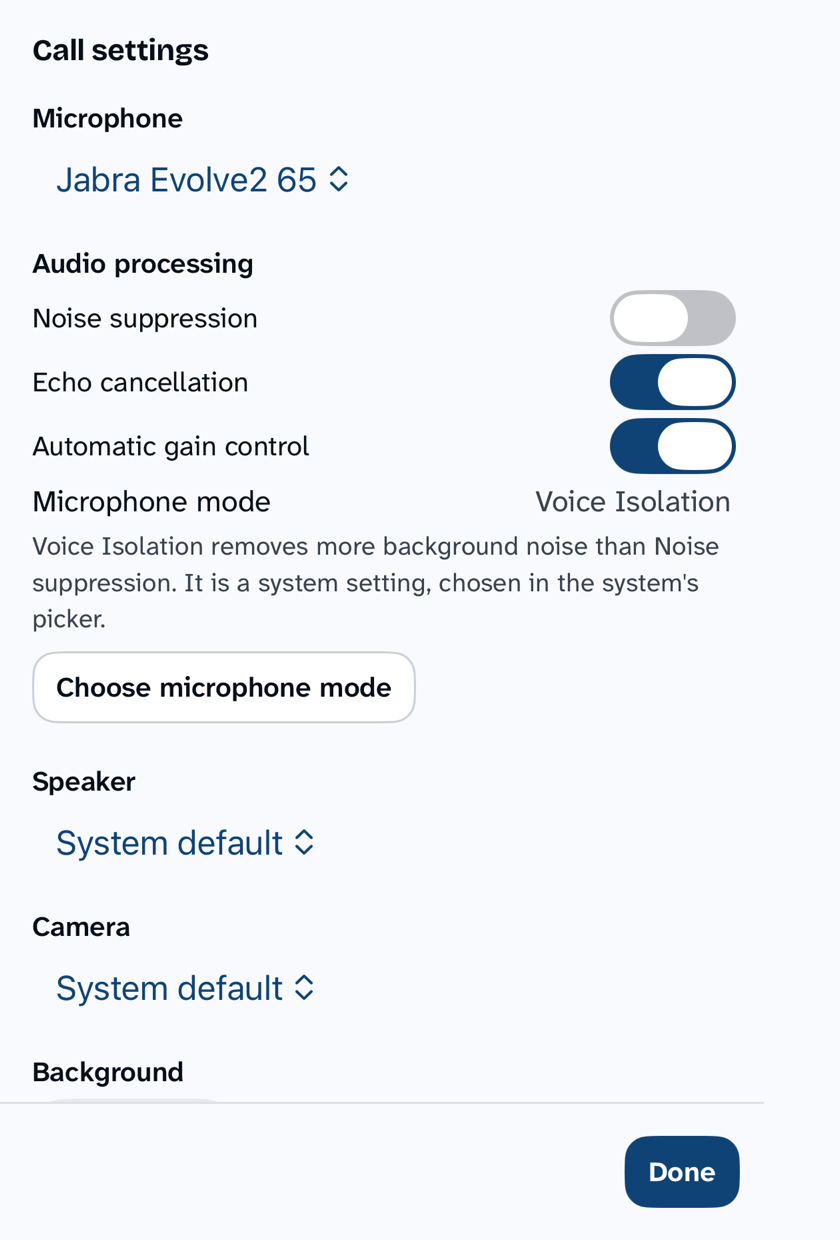 Call settings
Microphone
Jabra Evolve2 65
Audio processing
Noise suppression
Echo cancellation
Automatic gain control
Microphone mode Voice Isolation
Voice Isolation removes more background noise than Noise
suppression. It is a system setting, chosen in the system's
picker.
Choose microphone mode
Speaker
System default
Camera
System default
Background
Done